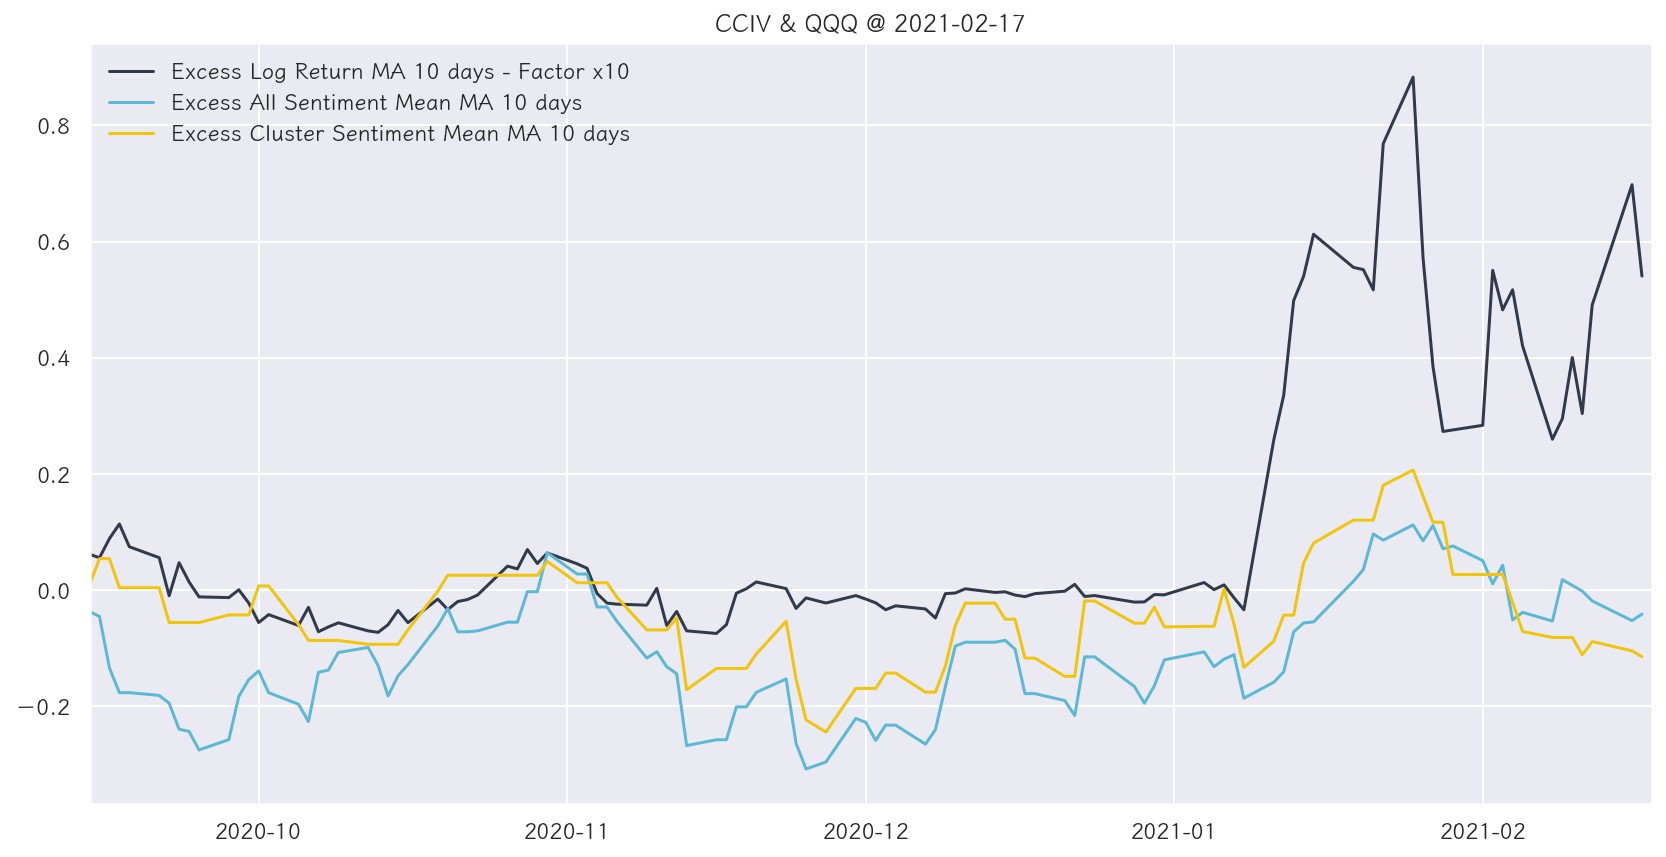 CCIV & QQQ @ 2021-02-17
Excess Log Return MA 10 days - Factor x10
Excess All Sentiment Mean MA 10 days
Excess Cluster Sentiment Mean MA 10 days
0.8
0.6
0.4
0.2
0.0
−0.2
2020-10 2020-11 2020-12 2021-01 2021-02